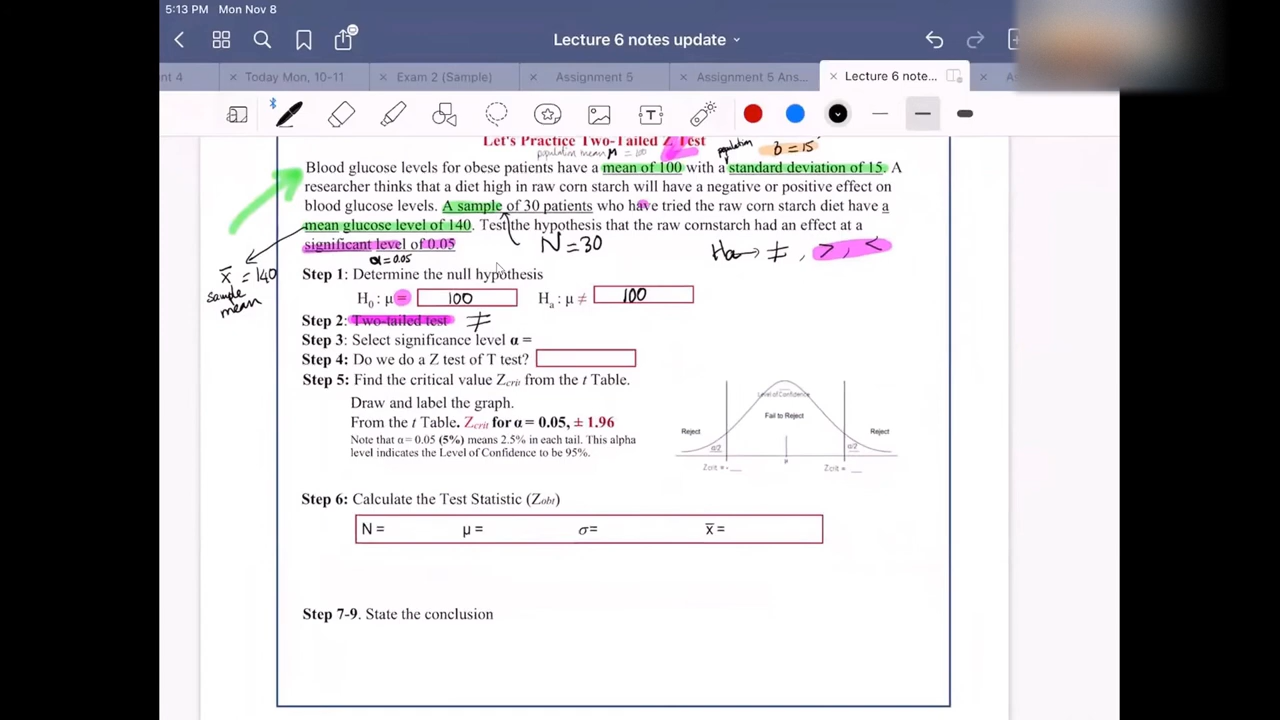 5:13 PM Mon Nov 8
Lecture 6 notes update
nt 4
Today Mon, 10-11
Exam 2 (Sample)
Assignment 5
Assignment 5 Ans...
Lecture 6 note...
Let's Practice Two-Tailed Z Test
population mean μ = 100
population
σ = 15
Blood glucose levels for obese patients have a mean of 100 with a standard deviation of 15. A
researcher thinks that a diet high in raw corn starch will have a negative or positive effect on
blood glucose levels. A sample of 30 patients who have tried the raw corn starch diet have a
mean glucose level of 140. Test the hypothesis that the raw cornstarch had an effect at a
significant level of 0.05
α = 0.05
N = 30
Ha → ≠ , > , <
x̄ = 140
sample
mean
Step 1: Determine the null hypothesis
H₀ : μ = 100 Hₐ : μ ≠ 100
Step 2: Two-tailed test ≠
Step 3: Select significance level α =
Step 4: Do we do a Z test of T test?
Step 5: Find the critical value Zcrit from the t Table.
Draw and label the graph.
From the t Table. Zcrit for α = 0.05, ± 1.96
Note that α = 0.05 (5%) means 2.5% in each tail. This alpha
level indicates the Level of Confidence to be 95%.
Level of Confidence
Fail to Reject
Reject
Reject
α/2
α/2
μ
Zcrit = - __
Zcrit = __
Step 6: Calculate the Test Statistic (Zobt)
N = μ = σ= x̄ =
Step 7-9. State the conclusion